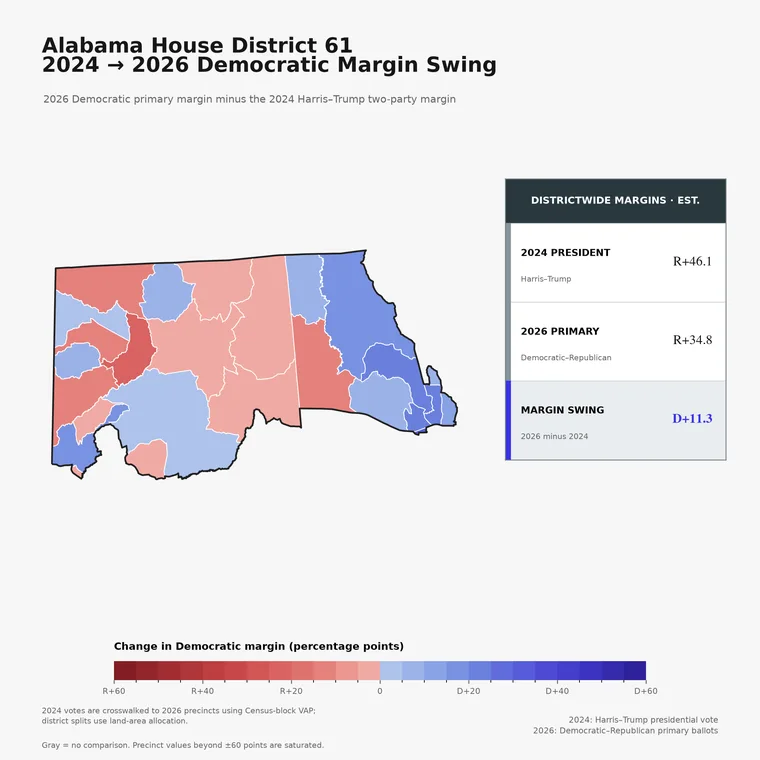 Alabama House District 61
2024 → 2026 Democratic Margin Swing
2026 Democratic primary margin minus the 2024 Harris–Trump two-party margin
DISTRICTWIDE MARGINS · EST.
2024 PRESIDENT
R+46.1
Harris–Trump
2026 PRIMARY
R+34.8
Democratic–Republican
MARGIN SWING
D+11.3
2026 minus 2024
Change in Democratic margin (percentage points)
R+60 R+40 R+20 0 D+20 D+40 D+60
2024 votes are crosswalked to 2026 precincts using Census-block VAP;
district splits use land-area allocation.
2024: Harris–Trump presidential vote
2026: Democratic–Republican primary ballots
Gray = no comparison. Precinct values beyond ±60 points are saturated.